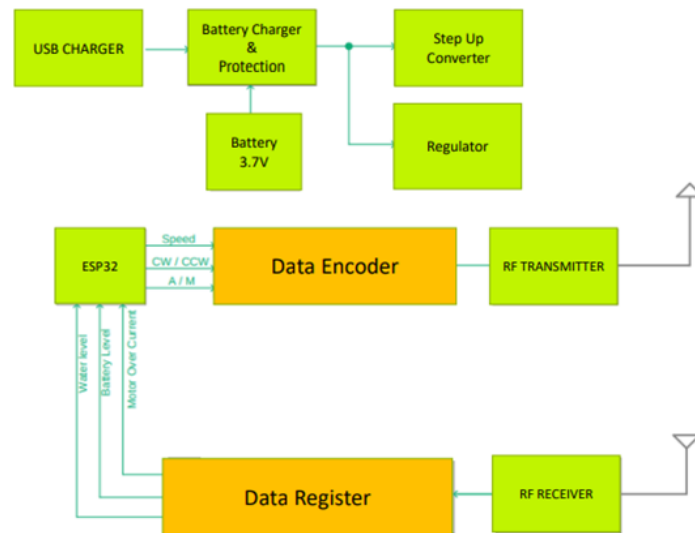 USB CHARGER
Battery Charger
&
Protection
Step Up
Converter
Battery
3.7V
Regulator
ESP32
Speed
CW / CCW
A / M
Data Encoder
RF TRANSMITTER
Water level
Battery Level
Motor Over Current
Data Register
RF RECEIVER